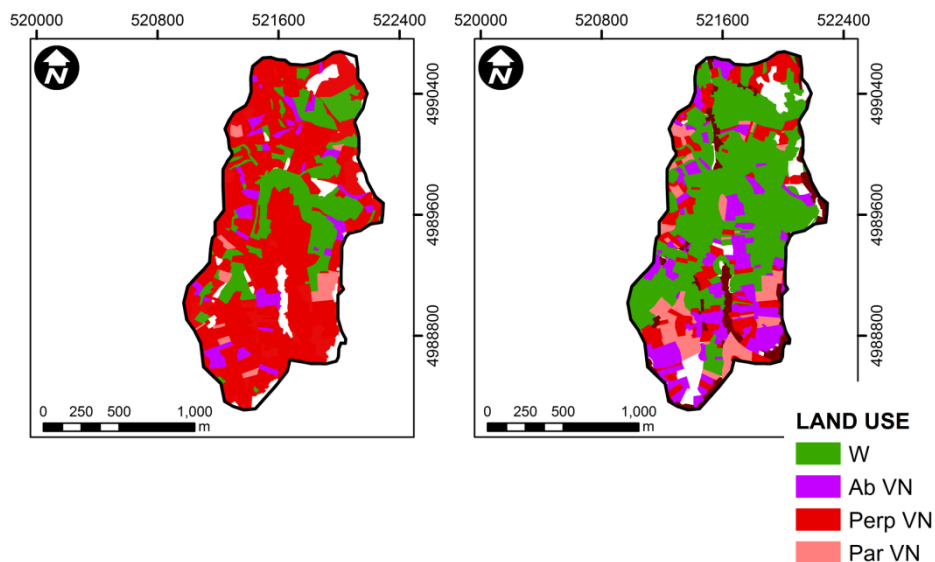 520000 520800 521600 522400 520000 520800 521600 522400
N
N
4990400
4989600
4988800
4990400
4989600
4988800
0 250 500 1,000
m
0 250 500 1,000
m
LAND USE
W
Ab VN
Perp VN
Par VN